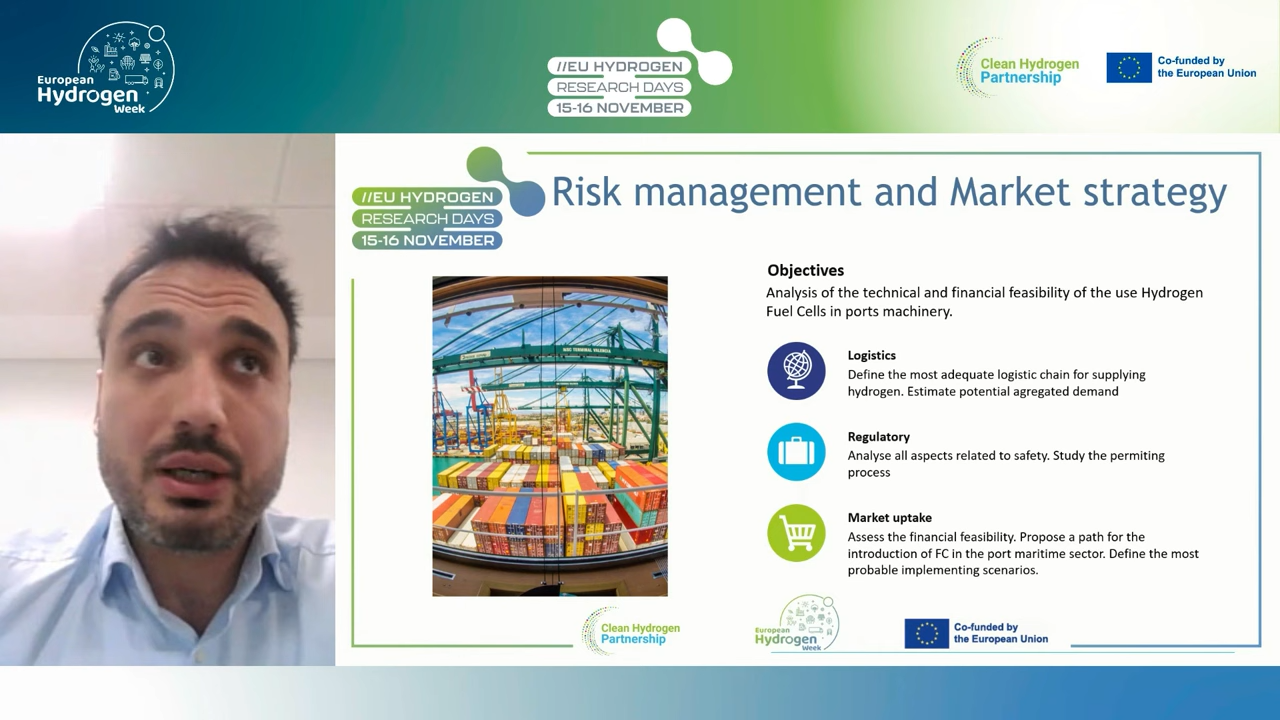 European
Hydrogen
Week
//EU HYDROGEN
RESEARCH DAYS
15-16 NOVEMBER
Clean Hydrogen
Partnership
Co-funded by
the European Union
//EU HYDROGEN
RESEARCH DAYS
15-16 NOVEMBER
Risk management and Market strategy
MSC TERMINAL VALENCIA
Objectives
Analysis of the technical and financial feasibility of the use Hydrogen
Fuel Cells in ports machinery.
Logistics
Define the most adequate logistic chain for supplying
hydrogen. Estimate potential agregated demand
Regulatory
Analyse all aspects related to safety. Study the permiting
process
Market uptake
Assess the financial feasibility. Propose a path for the
introduction of FC in the port maritime sector. Define the most
probable implementing scenarios.
Clean Hydrogen
Partnership
European
Hydrogen
Week
Co-funded by
the European Union